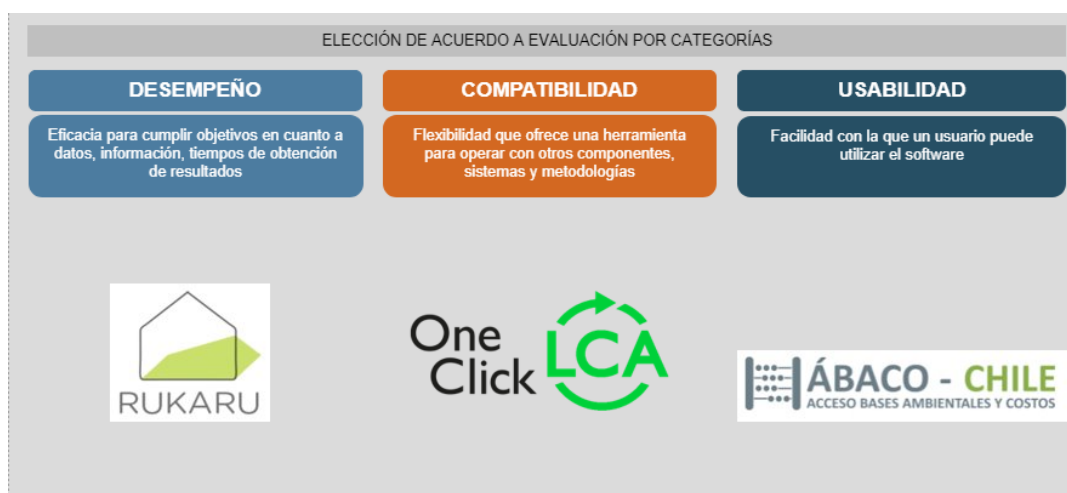 ELECCIÓN DE ACUERDO A EVALUACIÓN POR CATEGORÍAS
DESEMPEÑO
Eficacia para cumplir objetivos en cuanto a
datos, información, tiempos de obtención
de resultados
COMPATIBILIDAD
Flexibilidad que ofrece una herramienta
para operar con otros componentes,
sistemas y metodologías
USABILIDAD
Facilidad con la que un usuario puede
utilizar el software
RUKARU
One
Click
LCA
ÁBACO - CHILE
ACCESO BASES AMBIENTALES Y COSTOS